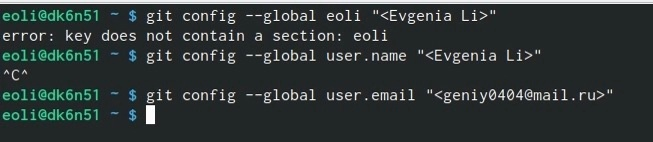 eoli@dk6n51 ~ $ git config --global eoli "<Evgenia Li>"
error: key does not contain a section: eoli
eoli@dk6n51 ~ $ git config --global user.name "<Evgenia Li>"
^C^
eoli@dk6n51 ~ $ git config --global user.email "<geniy0404@mail.ru>"
eoli@dk6n51 ~ $